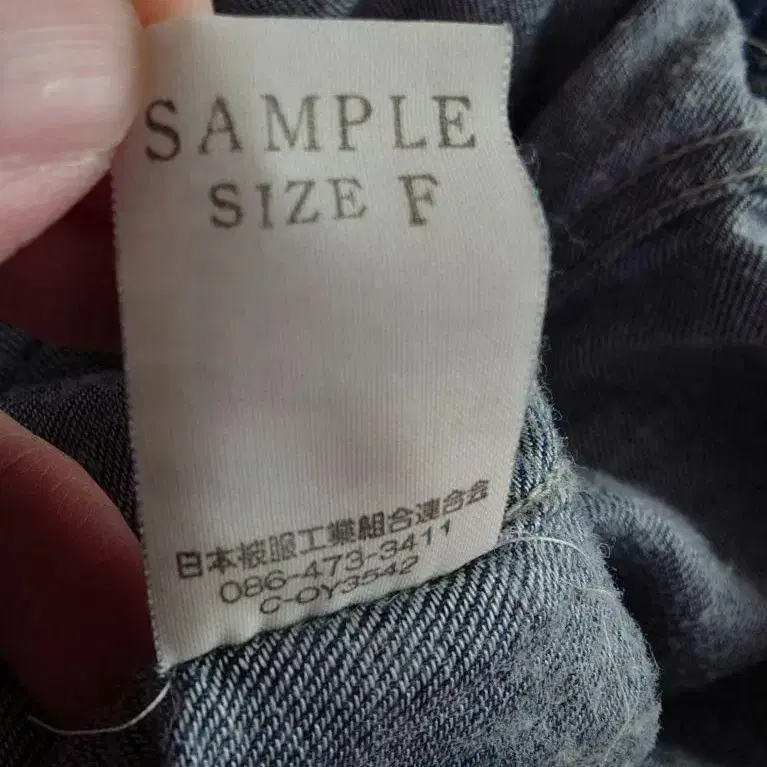 SAMPLE
SIZE F
日本被服工業組合連合会
086-473-3411
C-OY3542